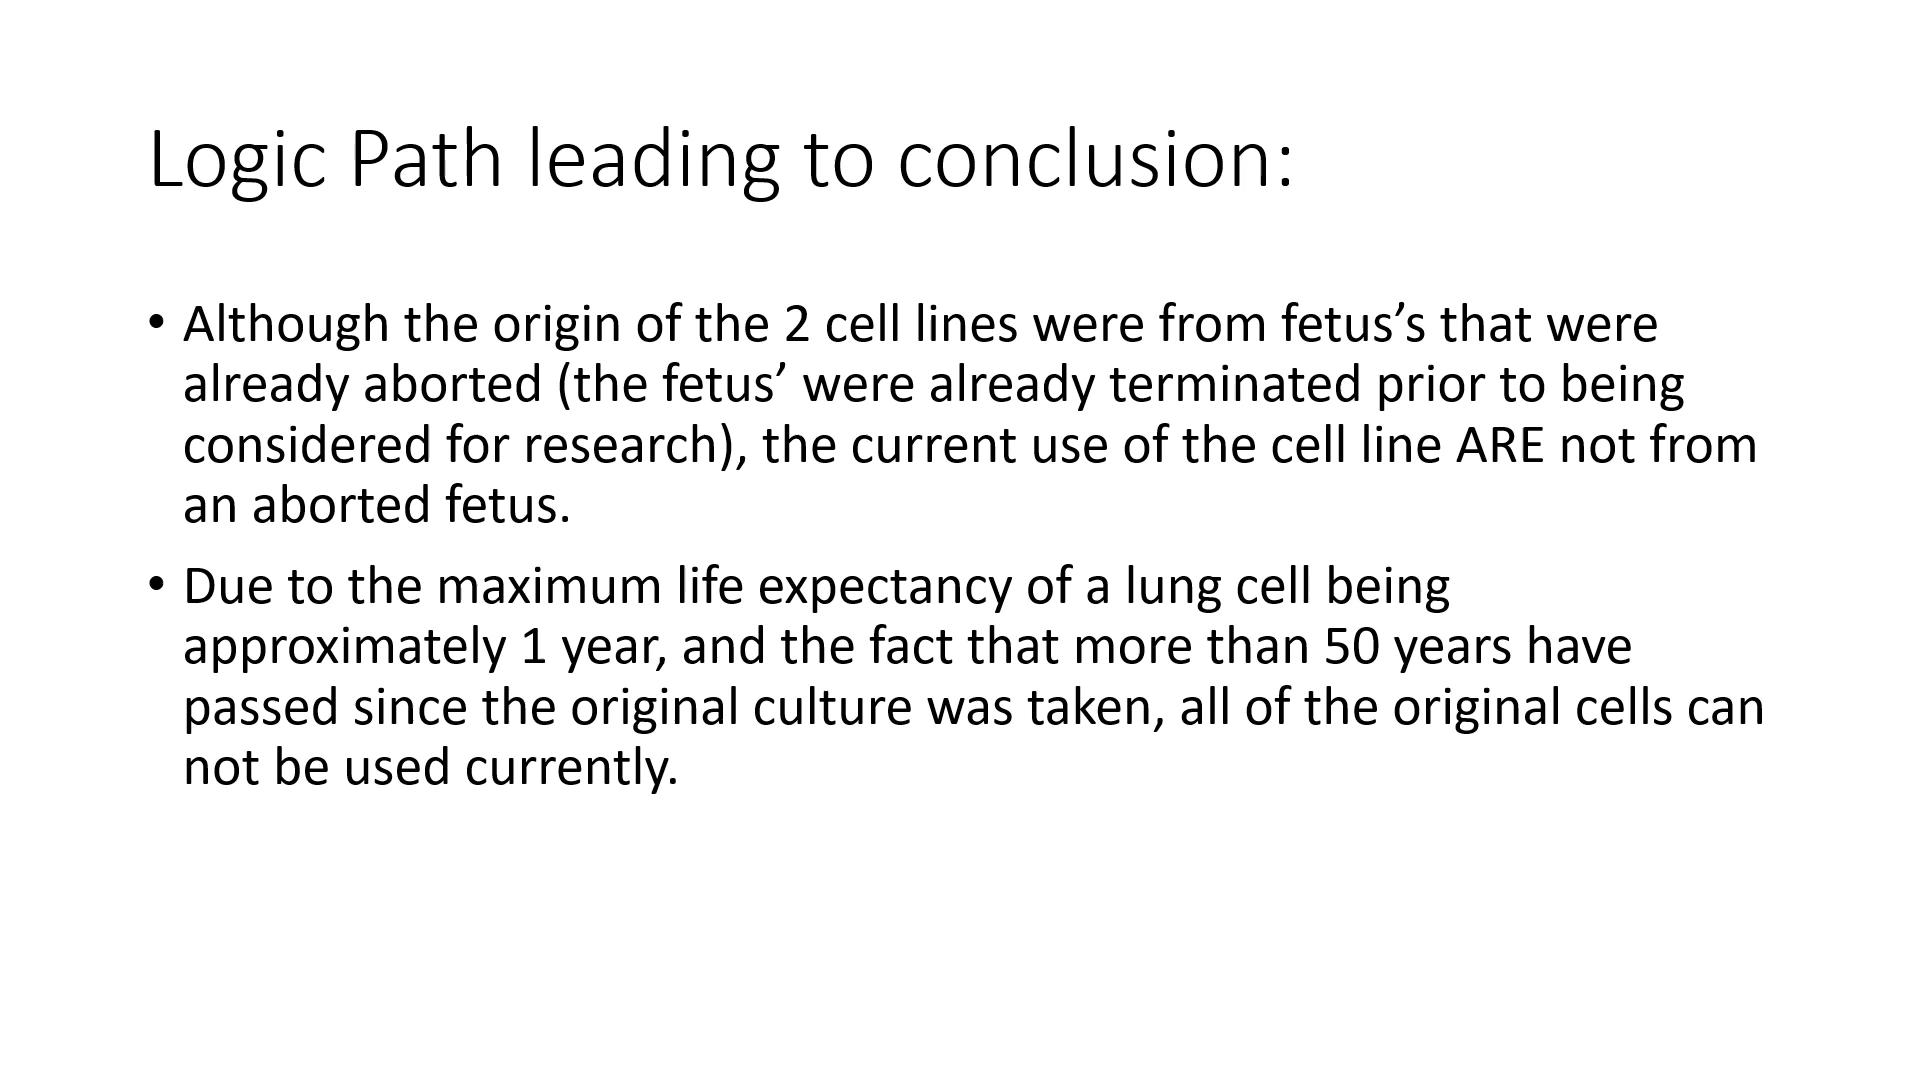 Logic Path leading to conclusion:
• Although the origin of the 2 cell lines were from fetus’s that were
already aborted (the fetus’ were already terminated prior to being
considered for research), the current use of the cell line ARE not from
an aborted fetus.
• Due to the maximum life expectancy of a lung cell being
approximately 1 year, and the fact that more than 50 years have
passed since the original culture was taken, all of the original cells can
not be used currently.